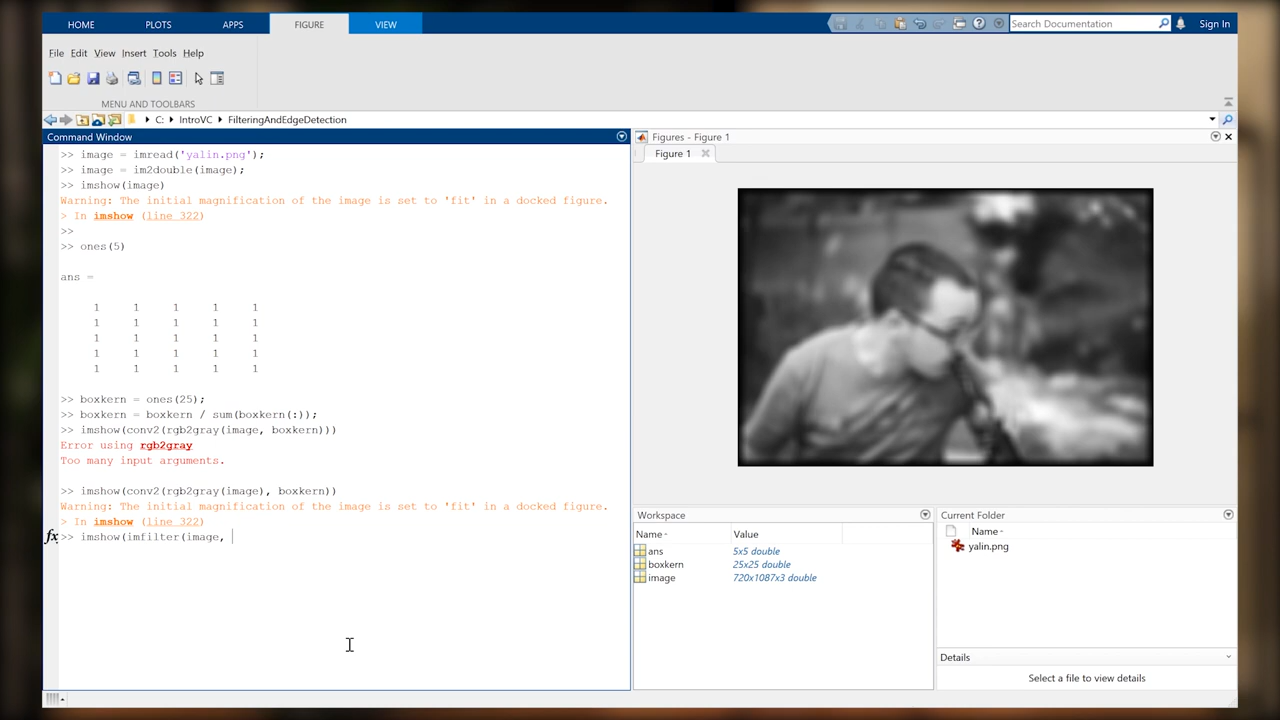 HOME PLOTS APPS FIGURE VIEW Search Documentation Sign In
File Edit View Insert Tools Help
MENU AND TOOLBARS
C: IntroVC FilteringAndEdgeDetection
Command Window
>> image = imread('yalin.png');
>> image = im2double(image);
>> imshow(image)
Warning: The initial magnification of the image is set to 'fit' in a docked figure.
> In imshow (line 322)
>>
>> ones(5)
ans =
1 1 1 1 1
1 1 1 1 1
1 1 1 1 1
1 1 1 1 1
1 1 1 1 1
>> boxkern = ones(25);
>> boxkern = boxkern / sum(boxkern(:));
>> imshow(conv2(rgb2gray(image, boxkern)))
Error using rgb2gray
Too many input arguments.
>> imshow(conv2(rgb2gray(image), boxkern))
Warning: The initial magnification of the image is set to 'fit' in a docked figure.
> In imshow (line 322)
fx >> imshow(imfilter(image,
Figures - Figure 1
Figure 1
Workspace
Name Value
ans 5x5 double
boxkern 25x25 double
image 720x1087x3 double
Current Folder
Name
yalin.png
Details
Select a file to view details